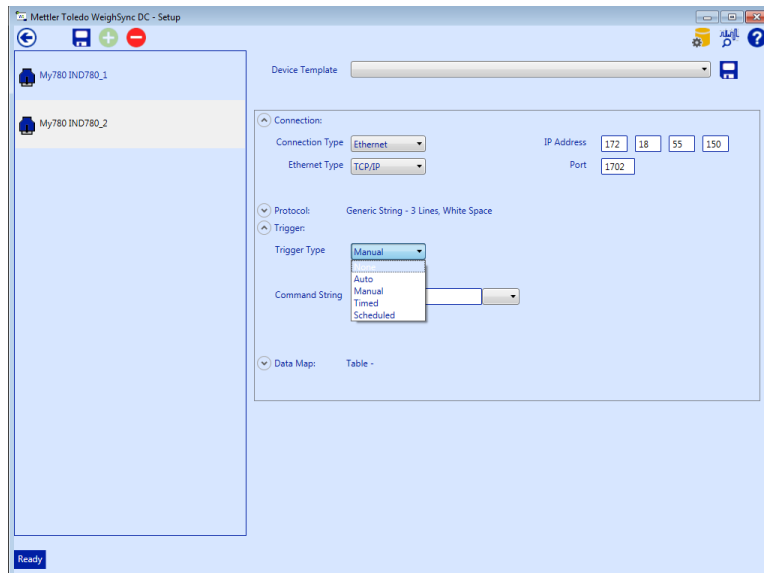 Mettler Toledo WeighSync DC - Setup
My780 IND780_1
My780 IND780_2
Device Template
Connection:
Connection Type Ethernet IP Address 172 18 55 150
Ethernet Type TCP/IP Port 1702
Protocol: Generic String - 3 Lines, White Space
Trigger:
Trigger Type Manual
Auto
Manual
Timed
Scheduled
Command String
Data Map: Table -
Ready